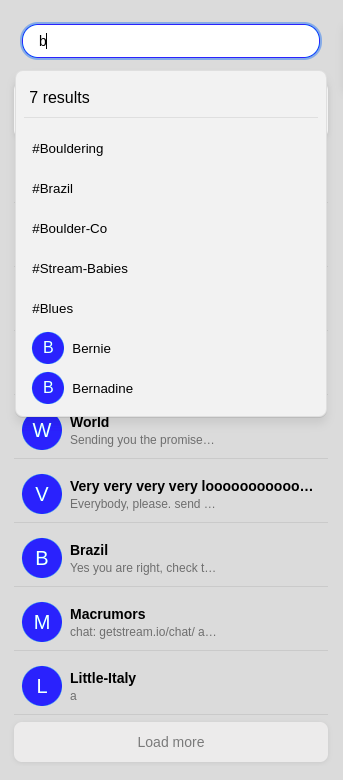 b
7 results
#Bouldering
#Brazil
#Boulder-Co
#Stream-Babies
#Blues
B Bernie
B Bernadine
W World
Sending you the promise…
V Very very very very looooooooooo…
Everybody, please. send …
B Brazil
Yes you are right, check t…
M Macrumors
chat: getstream.io/chat/ a…
L Little-Italy
a
Load more